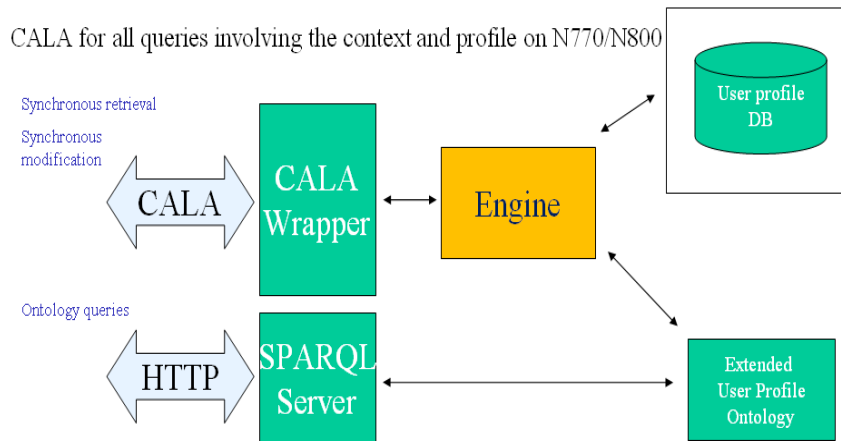 CALA for all queries involving the context and profile on N770/N800
Synchronous retrieval
Synchronous
modification
CALA
CALA
Wrapper
Engine
User profile
DB
Ontology queries
HTTP
SPARQL
Server
Extended
User Profile
Ontology